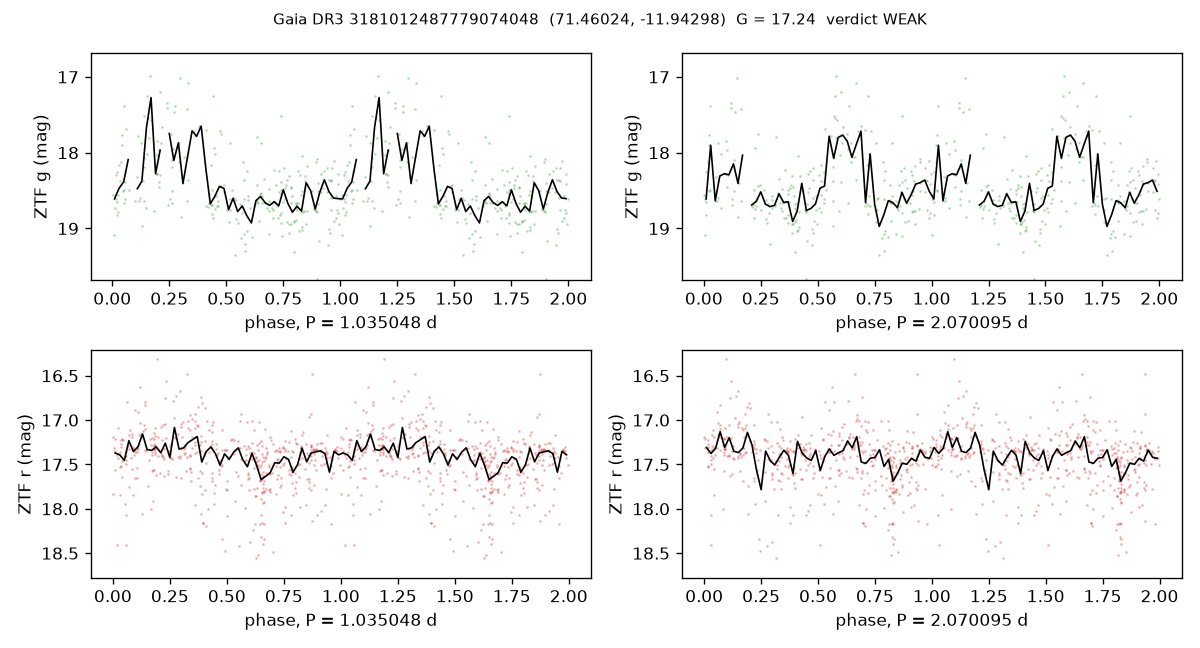 Gaia DR3 3181012487779074048 (71.46024, -11.94298) G = 17.24 verdict WEAK
ZTF g (mag)
17
18
19
0.00 0.25 0.50 0.75 1.00 1.25 1.50 1.75 2.00
phase, P = 1.035048 d
ZTF g (mag)
17
18
19
0.00 0.25 0.50 0.75 1.00 1.25 1.50 1.75 2.00
phase, P = 2.070095 d
ZTF r (mag)
16.5
17.0
17.5
18.0
18.5
0.00 0.25 0.50 0.75 1.00 1.25 1.50 1.75 2.00
phase, P = 1.035048 d
ZTF r (mag)
16.5
17.0
17.5
18.0
18.5
0.00 0.25 0.50 0.75 1.00 1.25 1.50 1.75 2.00
phase, P = 2.070095 d